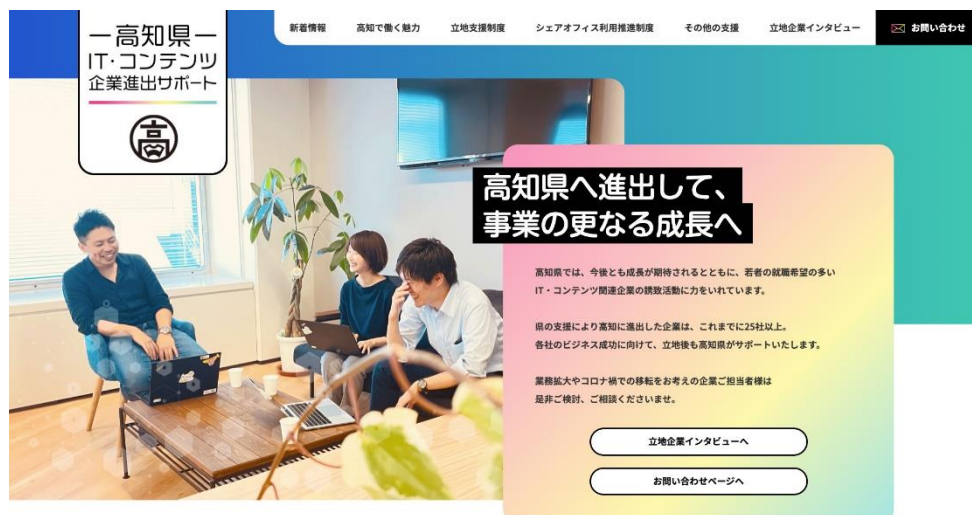 高知県
IT・コンテンツ
企業進出サポート
高
新着情報
高知で働く魅力
立地支援制度
シェアオフィス利用推進制度
その他の支援
立地企業インタビュー
お問い合わせ
高知県へ進出して、
事業の更なる成長へ
高知県では、今後とも成長が期待されるとともに、若者の就職希望の多い
IT・コンテンツ関連企業の誘致活動に力をいれています。
県の支援により高知に進出した企業は、これまでに25社以上。
各社のビジネス成功に向けて、立地後も高知県がサポートいたします。
業務拡大やコロナ禍での移転をお考えの企業ご担当者様は
是非ご検討、ご相談くださいませ。
立地企業インタビューへ
お問い合わせページへ